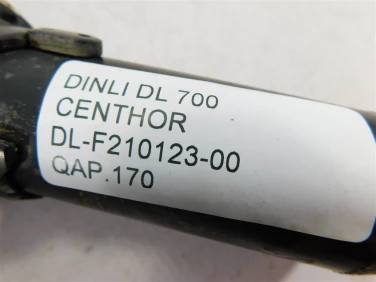 DINLI DL 700
CENTHOR
DL-F210123-00
QAP.170